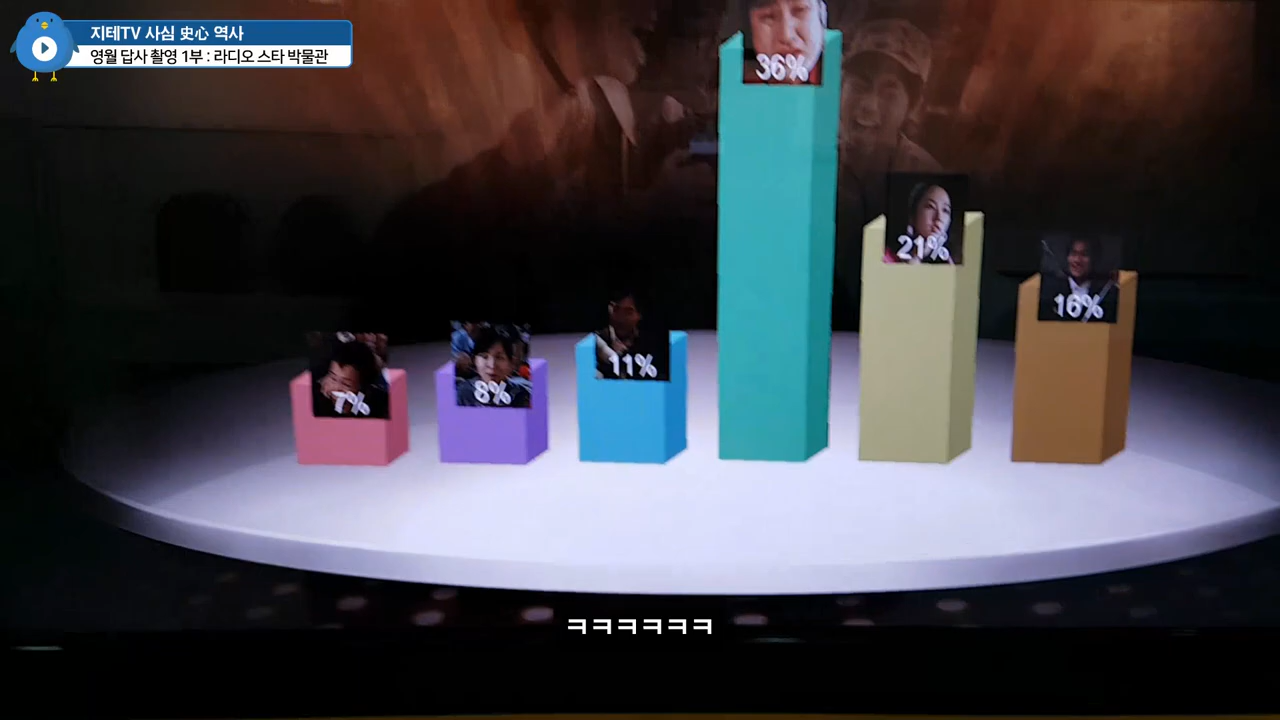 지테TV 사심 史心 역사
영월 답사 촬영 1부 : 라디오 스타 박물관
36%
21%
16%
11%
8%
7%
ㅋㅋㅋㅋㅋㅋ